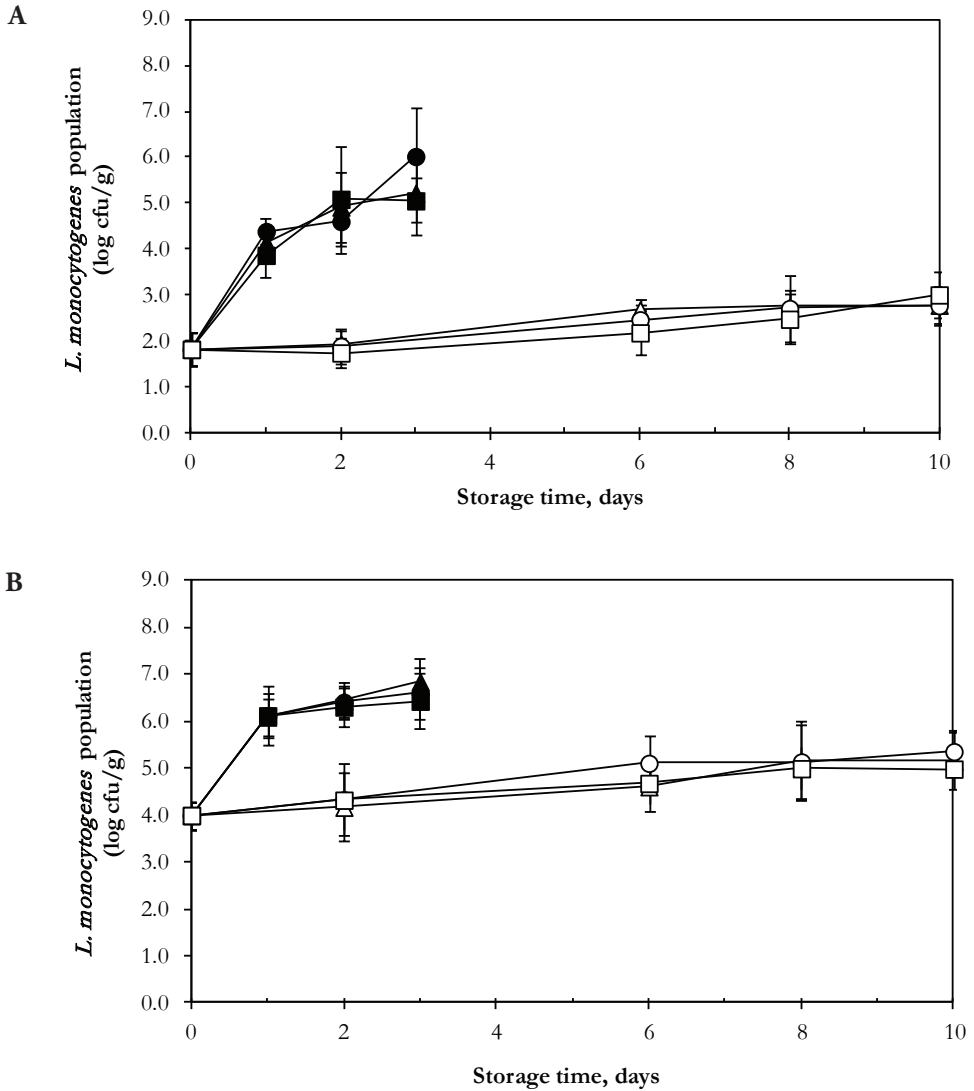 A
9.0
8.0
7.0
6.0
5.0
4.0
3.0
2.0
1.0
0.0
L. monocytogenes population
(log cfu/g)
0 2 4 6 8 10
Storage time, days
B
9.0
8.0
7.0
6.0
5.0
4.0
3.0
2.0
1.0
0.0
L. monocytogenes population
(log cfu/g)
0 2 4 6 8 10
Storage time, days